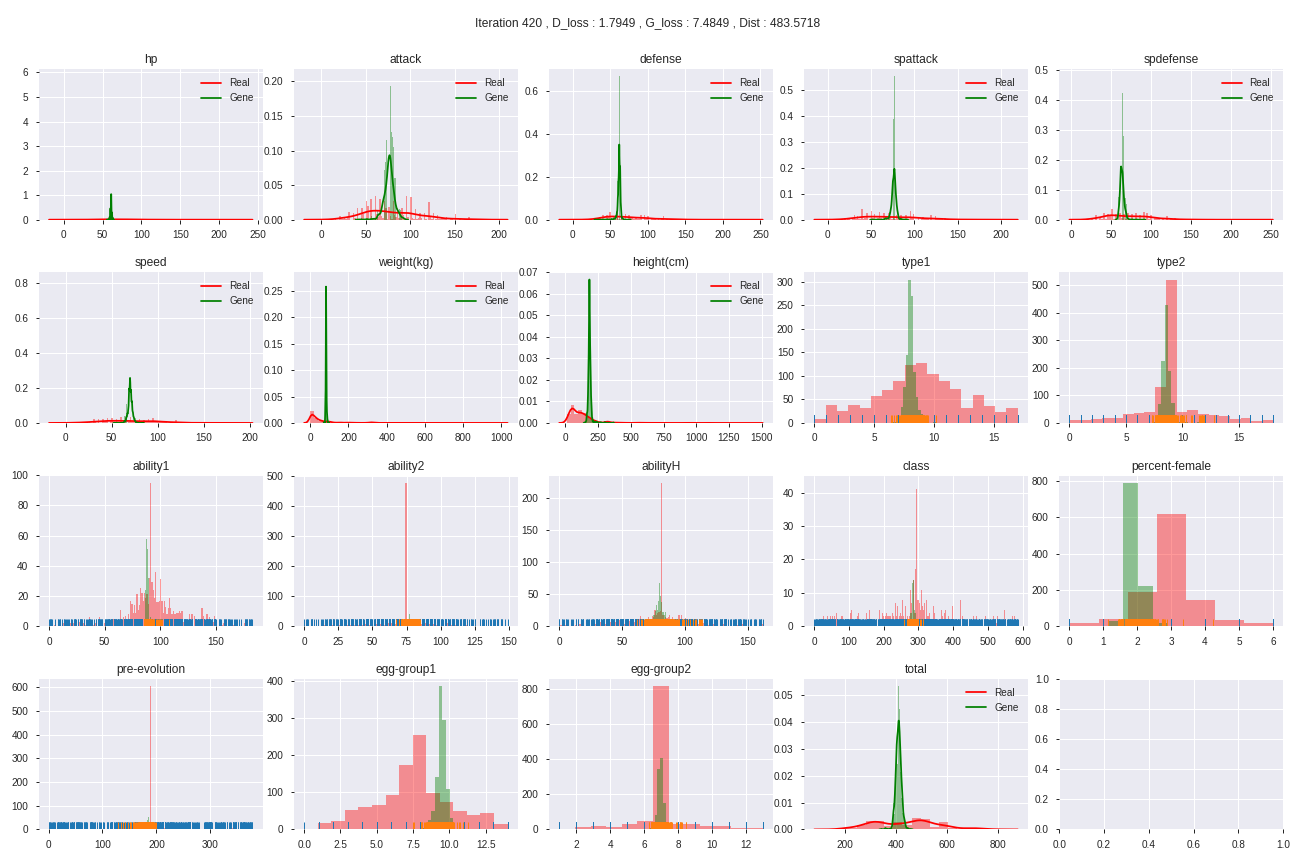 Iteration 420 , D_loss : 1.7949 , G_loss : 7.4849 , Dist : 483.5718
hp
attack
defense
spattack
spdefense
6
5
4
3
2
1
0
Real
Gene
0 50 100 150 200 250
0.20
0.15
0.10
0.05
0.00
Real
Gene
0 50 100 150 200
0.6
0.4
0.2
0.0
Real
Gene
0 50 100 150 200 250
0.5
0.4
0.3
0.2
0.1
0.0
Real
Gene
0 50 100 150 200
0.5
0.4
0.3
0.2
0.1
0.0
Real
Gene
0 50 100 150 200 250
speed
weight(kg)
height(cm)
type1
type2
0.8
0.6
0.4
0.2
0.0
Real
Gene
0 50 100 150 200
0.25
0.20
0.15
0.10
0.05
0.00
Real
Gene
0 200 400 600 800 1000
0.07
0.06
0.05
0.04
0.03
0.02
0.01
0.00
Real
Gene
0 250 500 750 1000 1250 1500
300
250
200
150
100
50
0
0 5 10 15
500
400
300
200
100
0
0 5 10 15
ability1
ability2
abilityH
class
percent-female
100
80
60
40
20
0
0 50 100 150
500
400
300
200
100
0
0 25 50 75 100 125 150
200
150
100
50
0
0 50 100 150
40
30
20
10
0
0 100 200 300 400 500 600
800
600
400
200
0
0 1 2 3 4 5 6
pre-evolution
egg-group1
egg-group2
total
600
500
400
300
200
100
0
0 100 200 300
400
300
200
100
0
0.0 2.5 5.0 7.5 10.0 12.5
800
600
400
200
0
2 4 6 8 10 12
0.05
0.04
0.03
0.02
0.01
0.00
Real
Gene
200 400 600 800
1.0
0.8
0.6
0.4
0.2
0.0
0.0 0.2 0.4 0.6 0.8 1.0